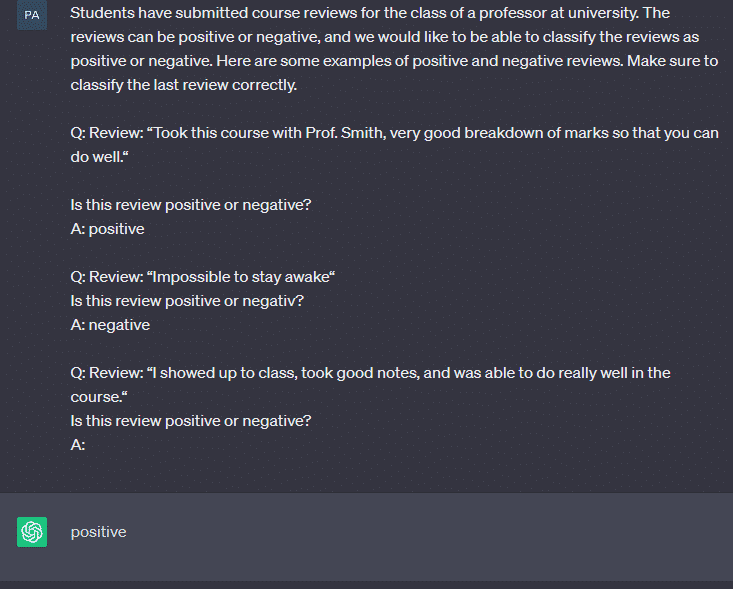 PA
Students have submitted course reviews for the class of a professor at university. The
reviews can be positive or negative, and we would like to be able to classify the reviews as
positive or negative. Here are some examples of positive and negative reviews. Make sure to
classify the last review correctly.
Q: Review: “Took this course with Prof. Smith, very good breakdown of marks so that you can
do well.“
Is this review positive or negative?
A: positive
Q: Review: “Impossible to stay awake“
Is this review positive or negativ?
A: negative
Q: Review: “I showed up to class, took good notes, and was able to do really well in the
course.“
Is this review positive or negative?
A:
positive